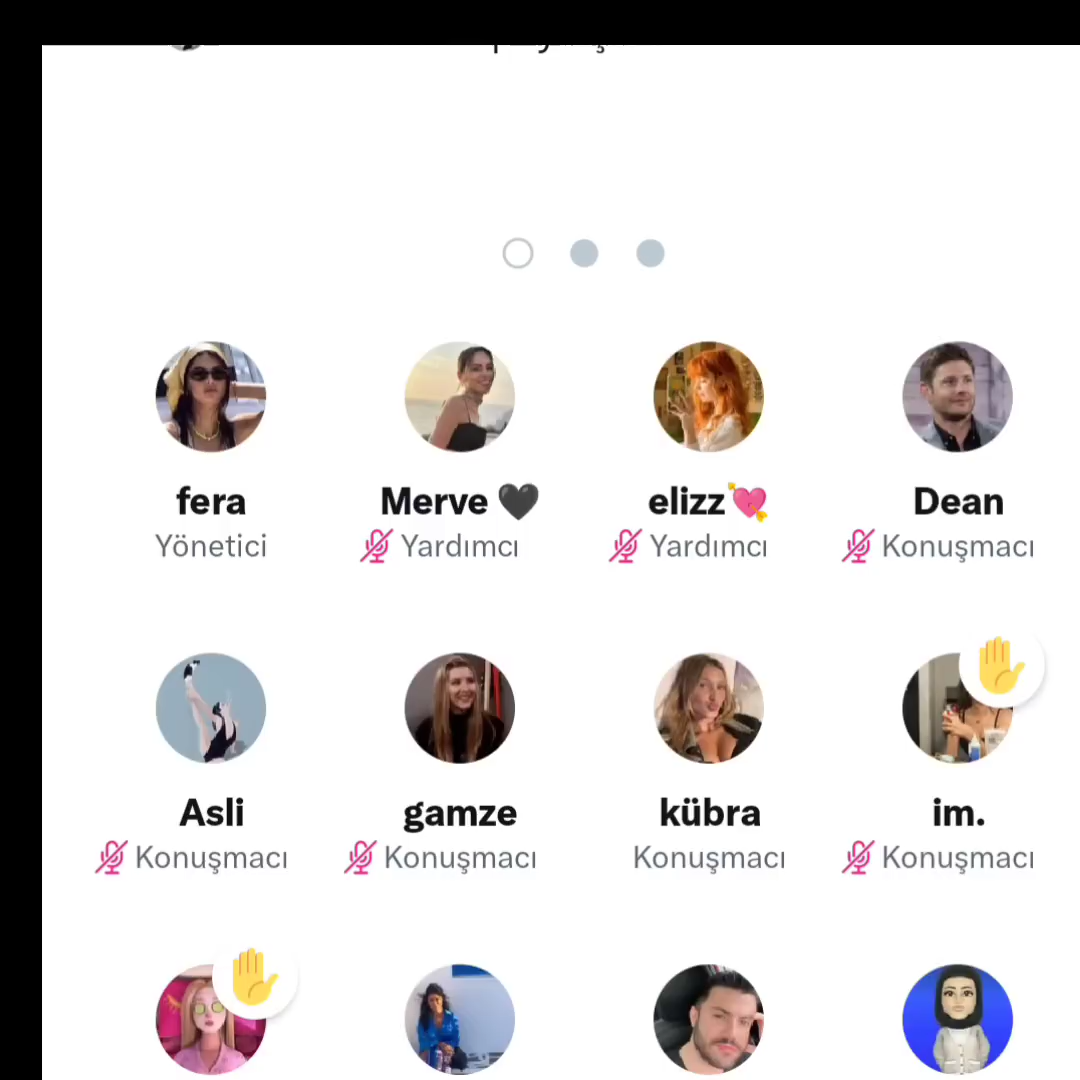 fera
Yönetici
Merve 🖤
Yardımcı
elizz💘
Yardımcı
Dean
Konuşmacı
Asli
Konuşmacı
gamze
Konuşmacı
kübra
Konuşmacı
im.
Konuşmacı